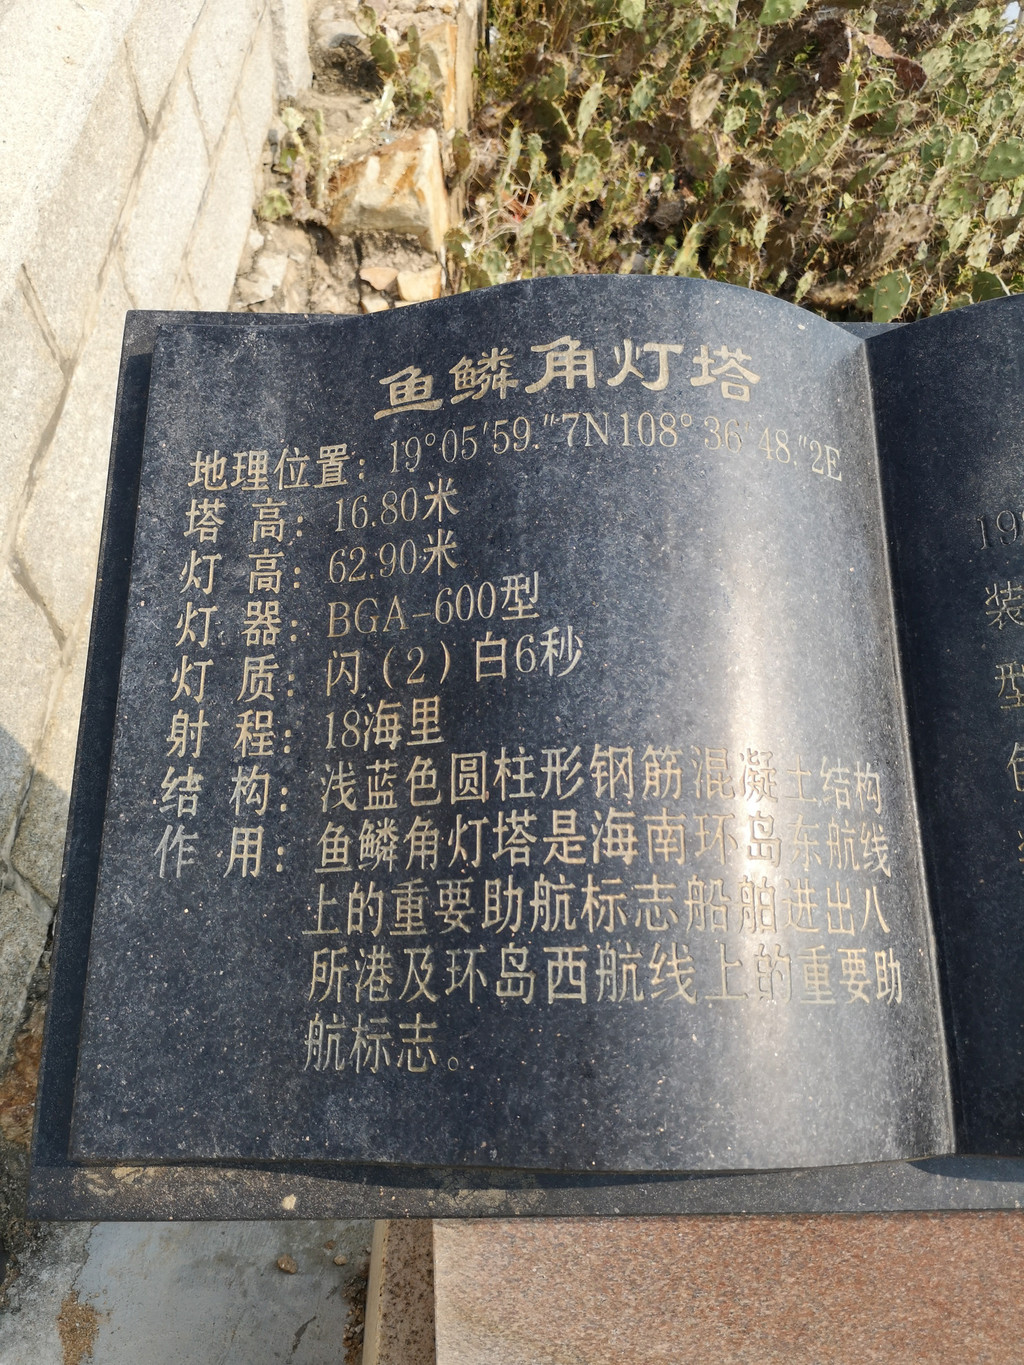 鱼鳞角灯塔
地理位置：19°05′59.″7N 108°36′48.″2E
塔 高：16.80米
灯 高：62.90米
灯 器：BGA-600型
灯 质：闪（2）白6秒
射 程：18海里
结 构：浅蓝色圆柱形钢筋混凝土结构
作 用：鱼鳞角灯塔是海南环岛东航线
上的重要助航标志船舶进出八
所港及环岛西航线上的重要助
航标志。
19
装
型